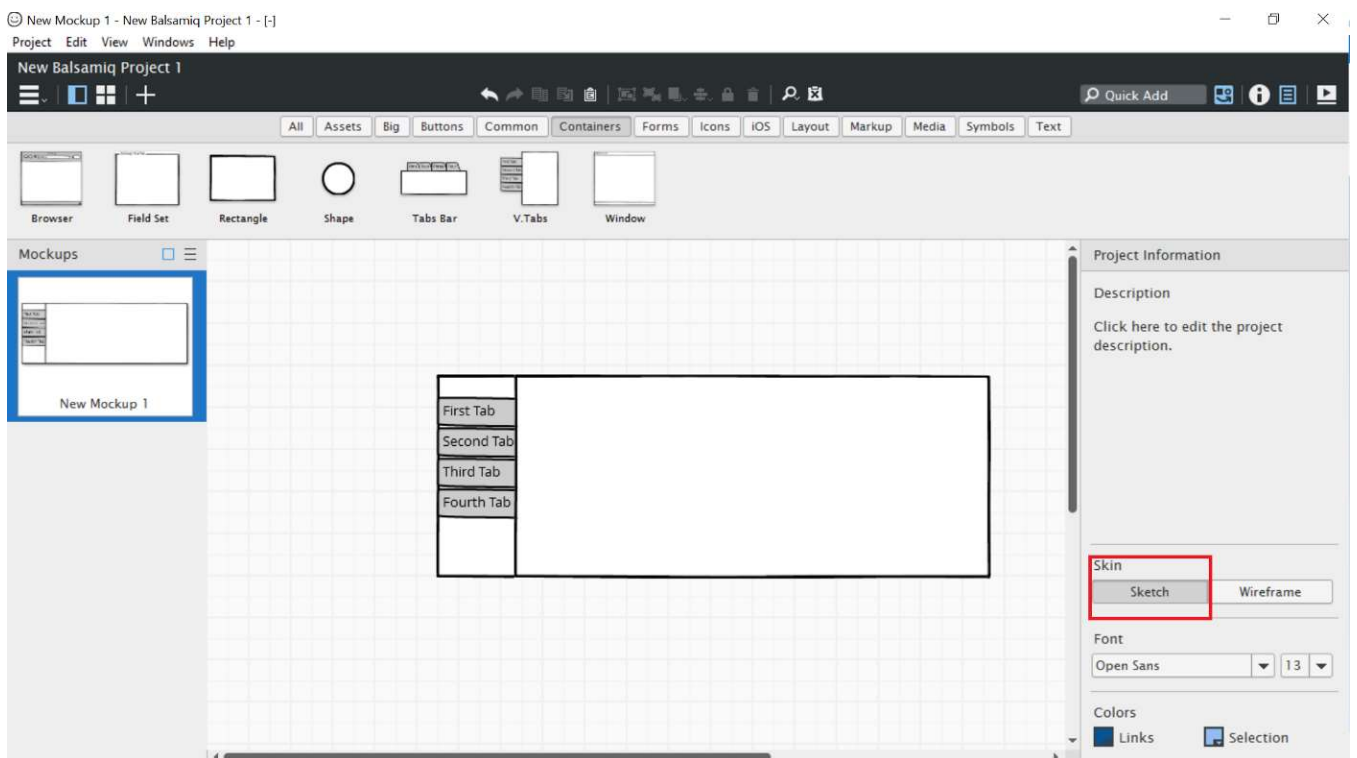 New Mockup 1 - New Balsamiq Project 1 - [-]
Project Edit View Windows Help
New Balsamiq Project 1
Quick Add
All Assets Big Buttons Common Containers Forms Icons iOS Layout Markup Media Symbols Text
Browser Field Set Rectangle Shape Tabs Bar V.Tabs Window
Mockups
New Mockup 1
First Tab
Second Tab
Third Tab
Fourth Tab
Project Information
Description
Click here to edit the project
description.
Skin
Sketch Wireframe
Font
Open Sans 13
Colors
Links Selection